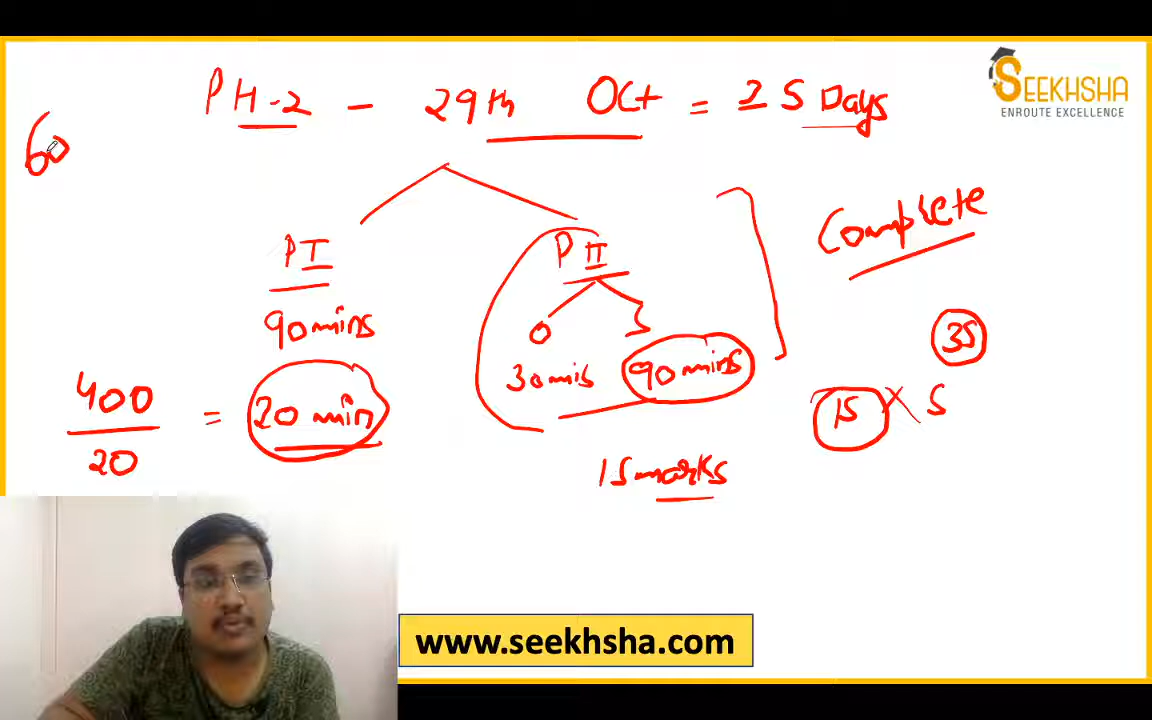 SEEKHSHA
ENROUTE EXCELLENCE
PH-2 - 29th Oct = 25 Days
60
Complete
PI
PII
90mins
0
30mis
90mins
35
400
20
= 20 min
15 x 5
15marks
www.seekhsha.com